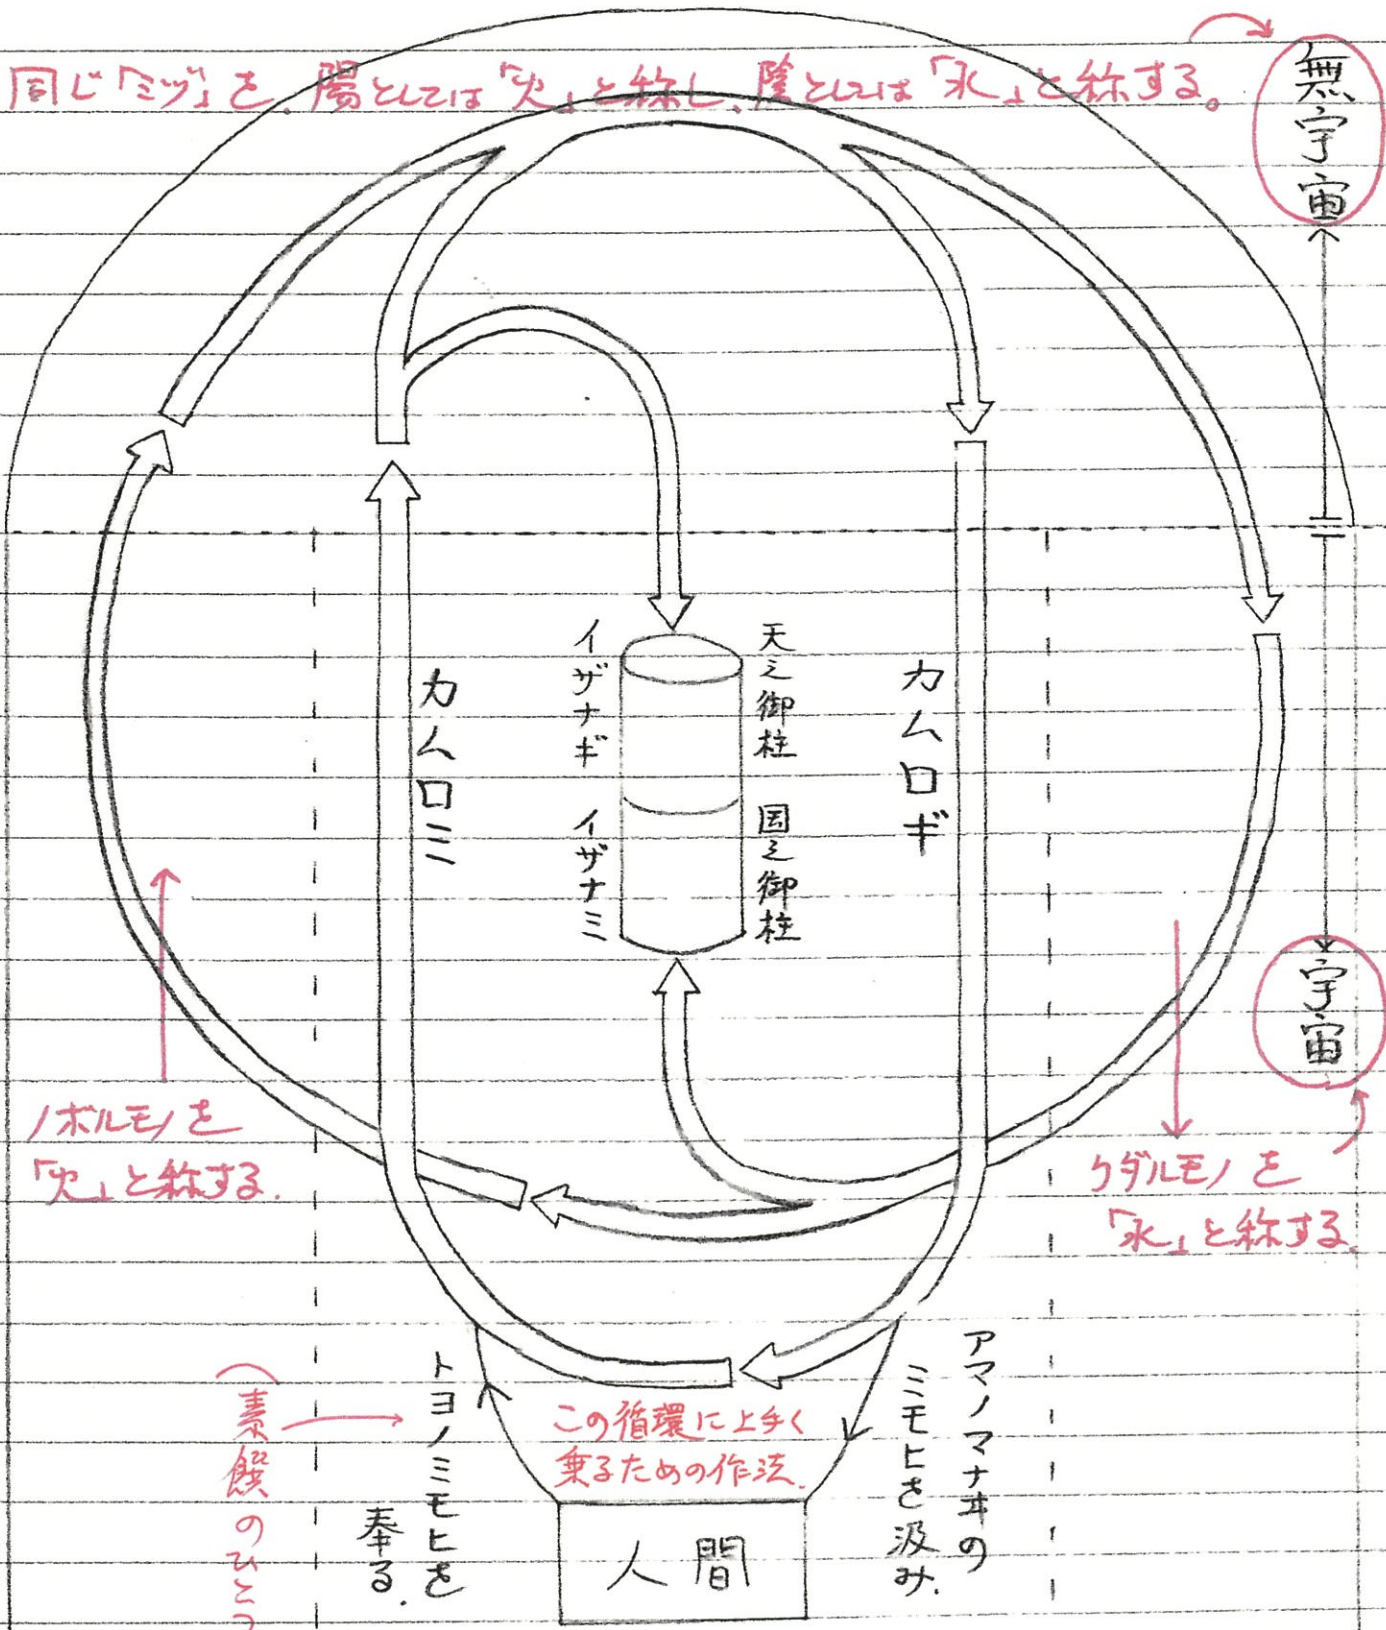 同じ「ミヅ」を、陽としては「火」と称し、陰としては「水」と称する。
無宇宙
天之御柱
イザナギ
カムロギ
カムロミ
国之御柱
イザナミ
宇宙
ノボルモノを
「火」と称する。
クダルモノを
「水」と称する。
アマノマナヰの
ミモヒを汲み、
この循環に上手く
乗るための作法。
トヨノミモヒを
奉る。
(素饌のひとつ
人間